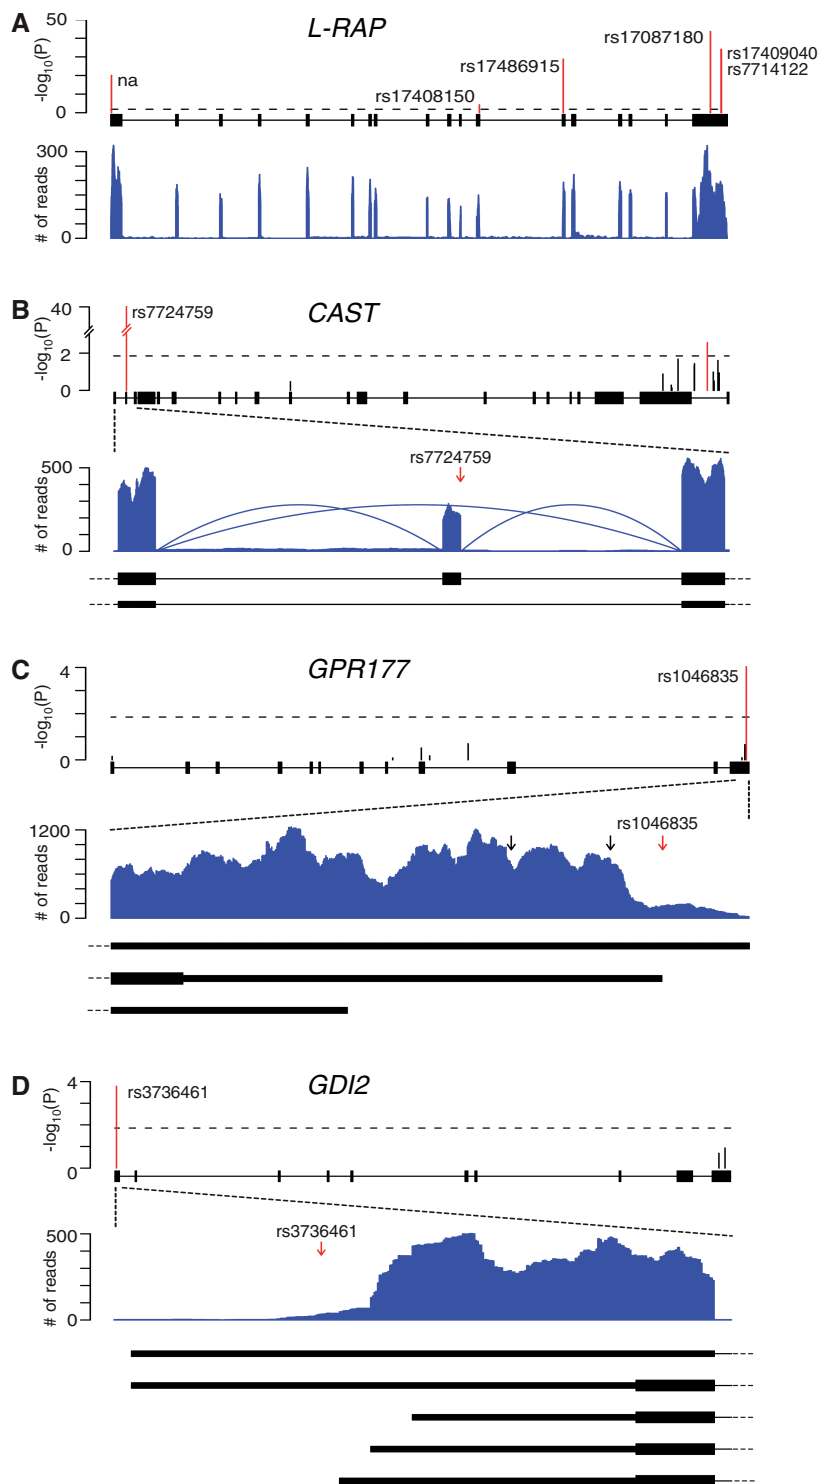 A
L-RAP
50
0
-log10(P)
na
rs17408150
rs17486915
rs17087180
rs17409040
rs7714122
300
0
# of reads
B
CAST
40
2
0
-log10(P)
rs7724759
500
0
# of reads
rs7724759
C
GPR177
4
0
-log10(P)
rs1046835
1200
0
# of reads
rs1046835
D
GDI2
4
0
-log10(P)
rs3736461
500
0
# of reads
rs3736461